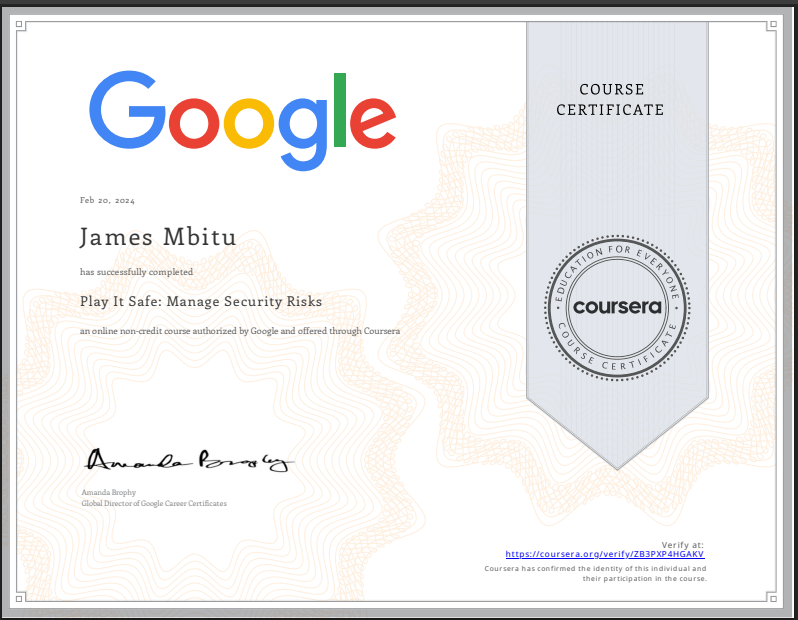 Google
COURSE
CERTIFICATE
Feb 20, 2024
James Mbitu
has successfully completed
Play It Safe: Manage Security Risks
an online non-credit course authorized by Google and offered through Coursera
EDUCATION FOR EVERYONE
coursera
COURSE CERTIFICATE
Amanda Brophy
Amanda Brophy
Global Director of Google Career Certificates
Verify at:
https://coursera.org/verify/ZB3PXP4HGAKV
Coursera has confirmed the identity of this individual and
their participation in the course.